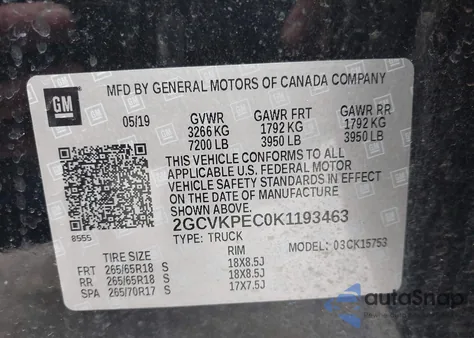 MFD BY GENERAL MOTORS OF CANADA COMPANY
GM
05/19 GVWR GAWR FRT GAWR RR
3266 KG 1792 KG 1792 KG
7200 LB 3950 LB 3950 LB
THIS VEHICLE CONFORMS TO ALL
APPLICABLE U.S. FEDERAL MOTOR
VEHICLE SAFETY STANDARDS IN EFFECT
ON THE DATE OF MANUFACTURE
SHOWN ABOVE.
8555
2GCVKPEC0K1193463
TYPE: TRUCK MODEL: 03CK15753
TIRE SIZE RIM
FRT 265/65R18 S 18X8.5J
RR 265/65R18 S 18X8.5J
SPA 265/70R17 S 17X7.5J
autoSnap